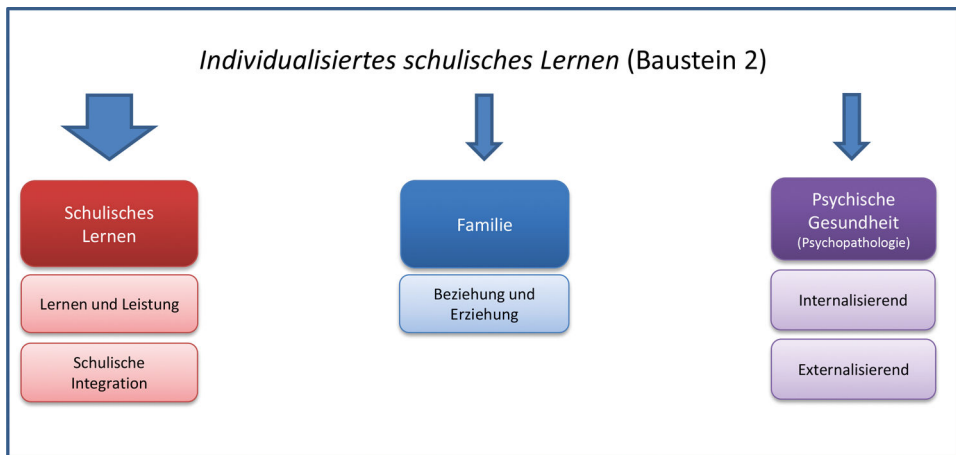 Individualisiertes schulisches Lernen (Baustein 2)
Schulisches
Lernen
Lernen und Leistung
Schulische
Integration
Familie
Beziehung und
Erziehung
Psychische
Gesundheit
(Psychopathologie)
Internalisierend
Externalisierend